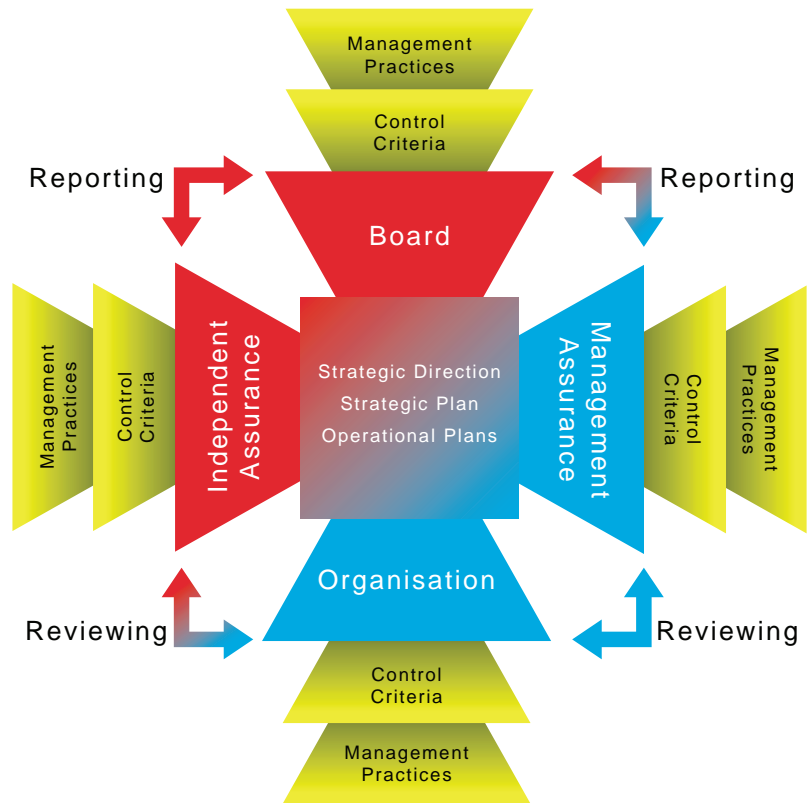 Management
Practices
Control
Criteria
Reporting
Reporting
Board
Management
Practices
Control
Criteria
Independent
Assurance
Strategic Direction
Strategic Plan
Operational Plans
Management
Assurance
Control
Criteria
Management
Practices
Reviewing
Organisation
Reviewing
Control
Criteria
Management
Practices